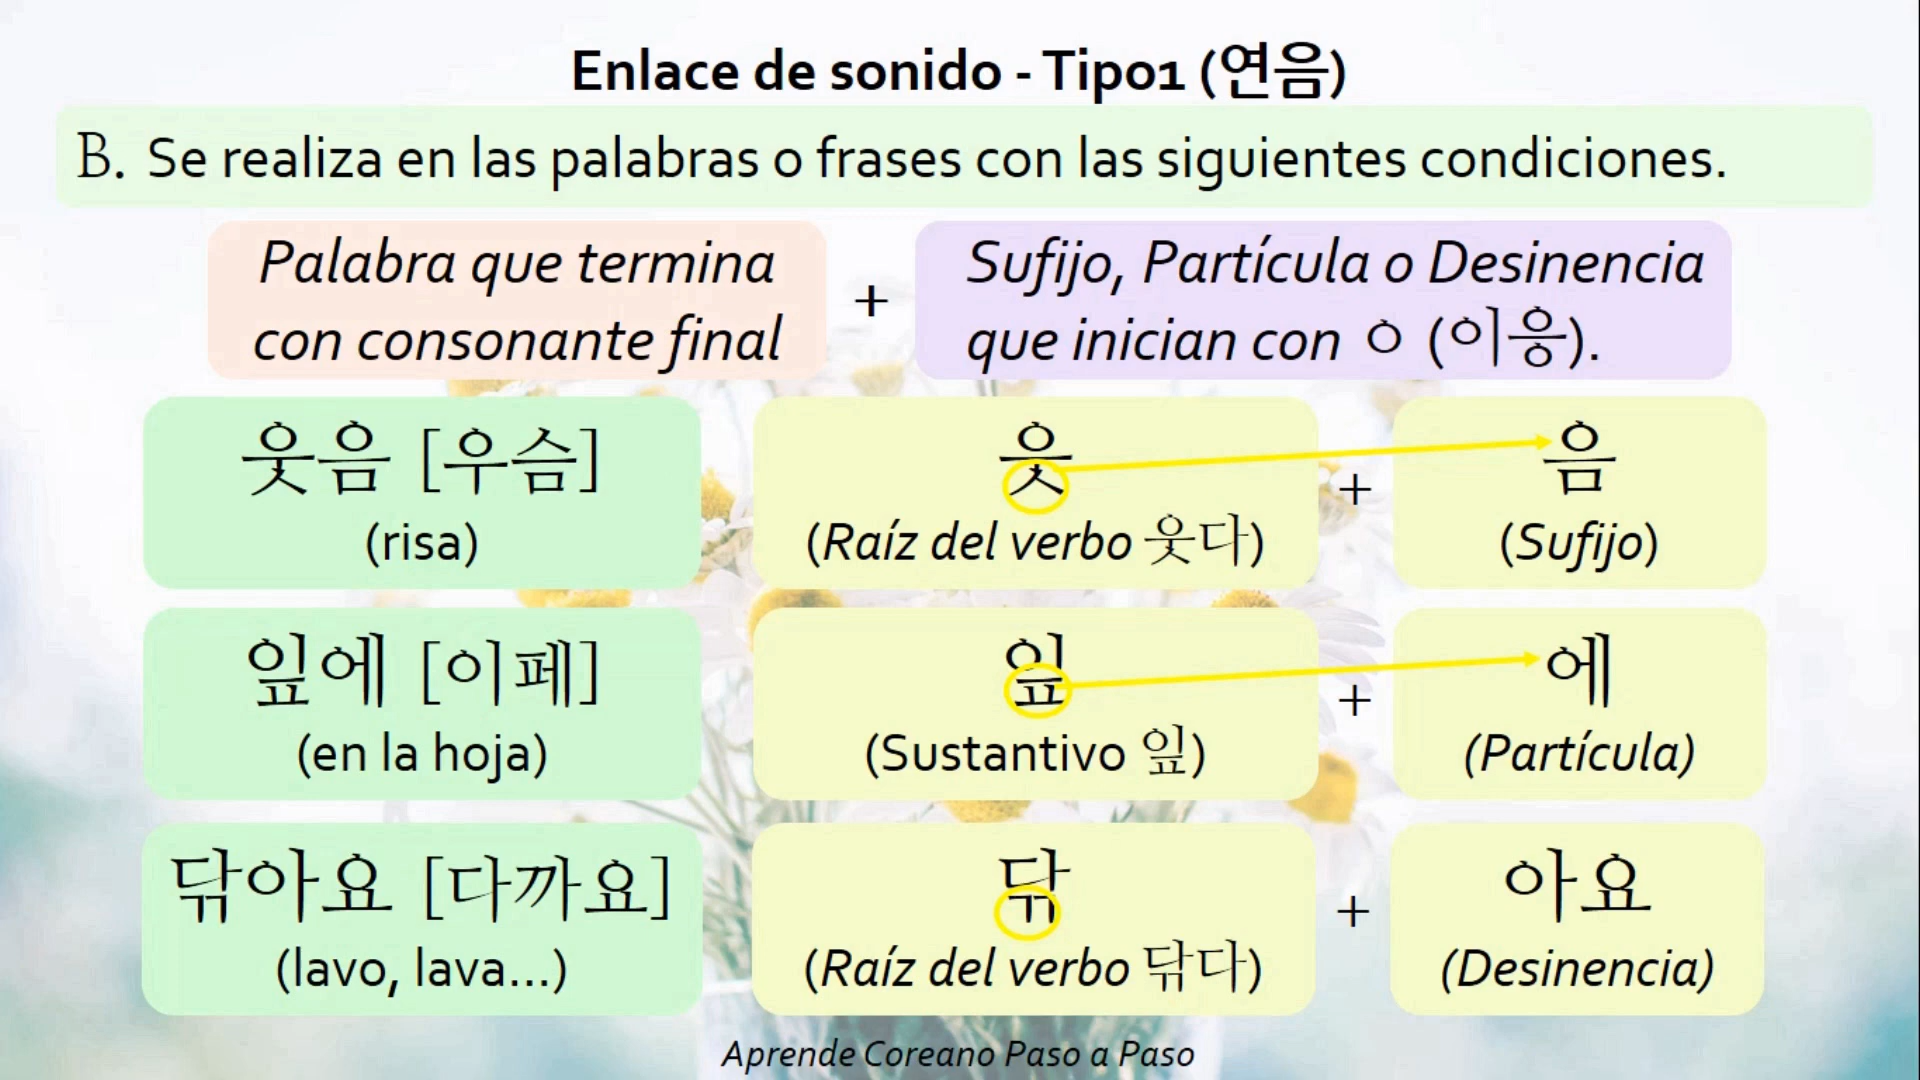 Enlace de sonido - Tipo1 (연음)
B. Se realiza en las palabras o frases con las siguientes condiciones.
Palabra que termina
con consonante final
+
Sufijo, Partícula o Desinencia
que inician con ㅇ (이응).
웃음 [우슴]
(risa)
웃
(Raíz del verbo 웃다)
+
음
(Sufijo)
잎에 [이페]
(en la hoja)
잎
(Sustantivo 잎)
+
에
(Partícula)
닦아요 [다까요]
(lavo, lava...)
닦
(Raíz del verbo 닦다)
+
아요
(Desinencia)
Aprende Coreano Paso a Paso